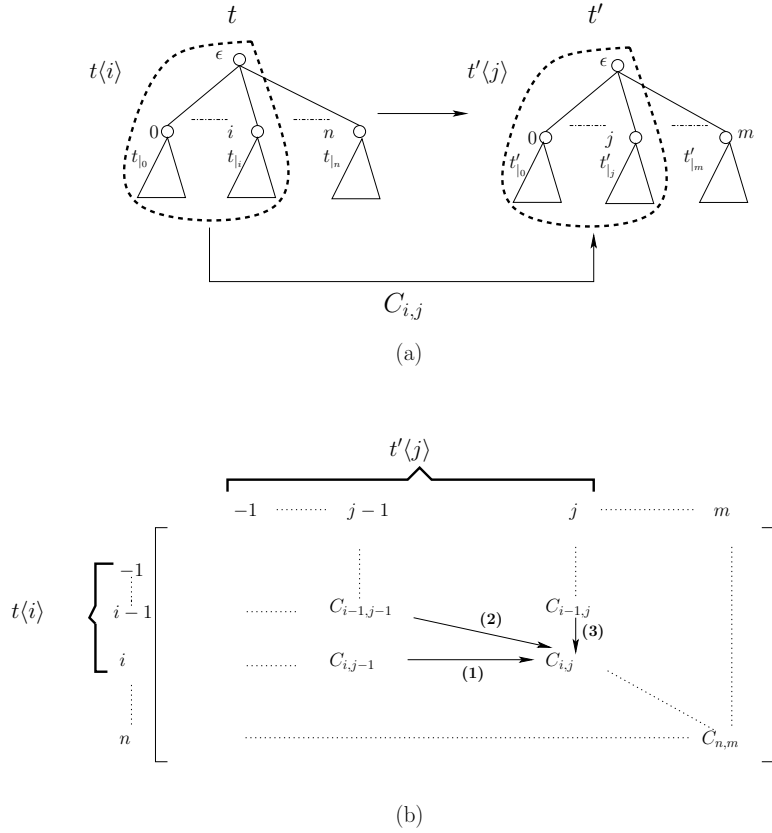 t t′
t⟨i⟩ ϵ t′⟨j⟩ ϵ
0 i n 0 j m
t|₀ t|ᵢ t|ₙ t′|₀ t′|ⱼ t′|ₘ
C_{i,j}
(a)
t′⟨j⟩
−1 j − 1 j m
−1
t⟨i⟩ i − 1 C_{i−1,j−1} (2) C_{i−1,j} (3)
i C_{i,j−1} (1) C_{i,j}
n C_{n,m}
(b)